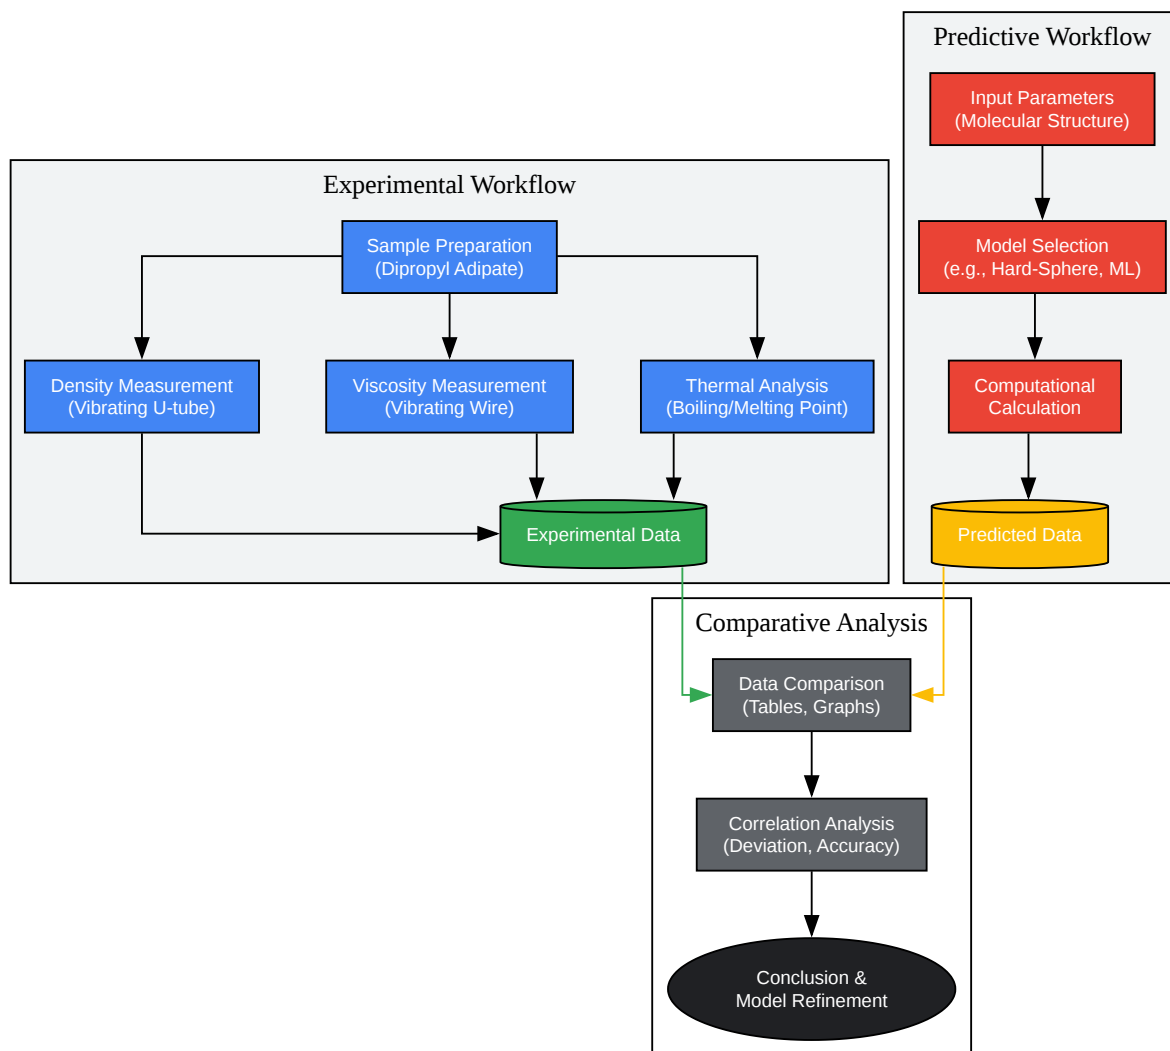 Predictive Workflow
Input Parameters
(Molecular Structure)
Model Selection
(e.g., Hard-Sphere, ML)
Computational
Calculation
Predicted Data
Experimental Workflow
Sample Preparation
(Dipropyl Adipate)
Density Measurement
(Vibrating U-tube)
Viscosity Measurement
(Vibrating Wire)
Thermal Analysis
(Boiling/Melting Point)
Experimental Data
Comparative Analysis
Data Comparison
(Tables, Graphs)
Correlation Analysis
(Deviation, Accuracy)
Conclusion &
Model Refinement